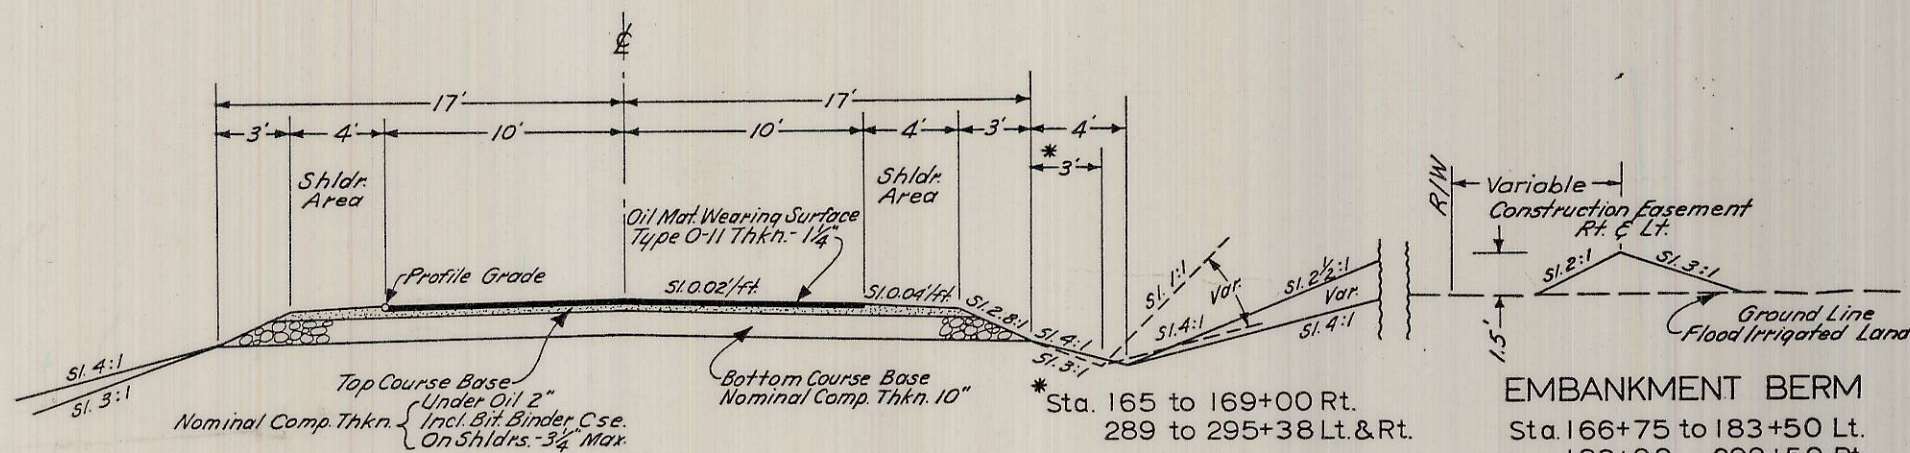 ℄
17'
17'
3'
4'
10'
10'
4'
3'
4'
*
3'
Shldr.
Area
Shldr.
Area
Oil Mat. Wearing Surface
Type O-11 Thkn.- 1¼"
Profile Grade
Sl.0.02'/ft.
Sl.0.04'/ft.
Sl.2.8:1
Sl.4:1
Sl.3:1
Sl.1:1
Var.
Sl.4:1
Sl.2½:1
Var.
Sl.4:1
Sl.4:1
Sl.3:1
Top Course Base
Nominal Comp. Thkn.
Under Oil 2"
Incl. Bit. Binder Cse.
On Shldrs.-3¼" Max.
Bottom Course Base
Nominal Comp. Thkn. 10"
*Sta. 165 to 169+00 Rt.
289 to 295+38 Lt.&Rt.
R/W
Variable
Construction Easement
Rt. & Lt.
Sl.2:1
Sl.3:1
1.5'
Ground Line
Flood Irrigated Land
EMBANKMENT BERM
Sta.166+75 to 183+50 Lt.